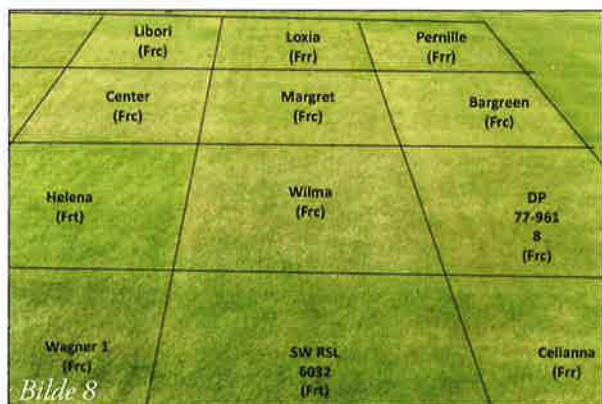 Libori
(Frc)
Loxia
(Frr)
Pernille
(Frr)
Center
(Frc)
Margret
(Frc)
Bargreen
(Frc)
Helena
(Frt)
Wilma
(Frc)
DP
77-961
8
(Frc)
Wagner 1
(Frc)
SW RSL
6032
(Frt)
Celianna
(Frr)
Bilde 8